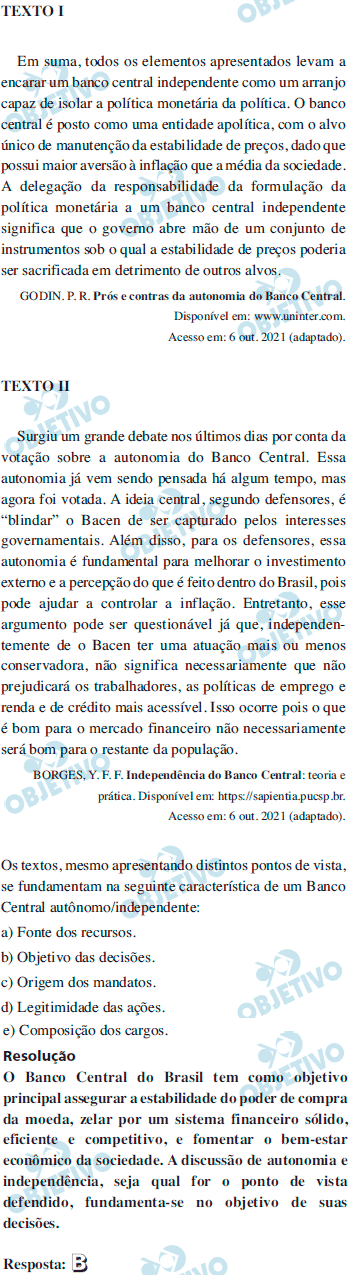 TEXTO I
Em suma, todos os elementos apresentados levam a
encarar um banco central independente como um arranjo
capaz de isolar a política monetária da política. O banco
central é posto como uma entidade apolítica, com o alvo
único de manutenção da estabilidade de preços, dado que
possui maior aversão à inflação que a média da sociedade.
A delegação da responsabilidade da formulação da
política monetária a um banco central independente
significa que o governo abre mão de um conjunto de
instrumentos sob o qual a estabilidade de preços poderia
ser sacrificada em detrimento de outros alvos.
GODIN. P. R. Prós e contras da autonomia do Banco Central.
Disponível em: www.uninter.com.
Acesso em: 6 out. 2021 (adaptado).
TEXTO II
Surgiu um grande debate nos últimos dias por conta da
votação sobre a autonomia do Banco Central. Essa
autonomia já vem sendo pensada há algum tempo, mas
agora foi votada. A ideia central, segundo defensores, é
“blindar” o Bacen de ser capturado pelos interesses
governamentais. Além disso, para os defensores, essa
autonomia é fundamental para melhorar o investimento
externo e a percepção do que é feito dentro do Brasil, pois
pode ajudar a controlar a inflação. Entretanto, esse
argumento pode ser questionável já que, independen-
temente de o Bacen ter uma atuação mais ou menos
conservadora, não significa necessariamente que não
prejudicará os trabalhadores, as políticas de emprego e
renda e de crédito mais acessível. Isso ocorre pois o que
é bom para o mercado financeiro não necessariamente
será bom para o restante da população.
BORGES, Y. F. F. Independência do Banco Central: teoria e
prática. Disponível em: https://sapientia.pucsp.br.
Acesso em: 6 out. 2021 (adaptado).
Os textos, mesmo apresentando distintos pontos de vista,
se fundamentam na seguinte característica de um Banco
Central autônomo/independente:
a) Fonte dos recursos.
b) Objetivo das decisões.
c) Origem dos mandatos.
d) Legitimidade das ações.
e) Composição dos cargos.
Resolução
O Banco Central do Brasil tem como objetivo
principal assegurar a estabilidade do poder de compra
da moeda, zelar por um sistema financeiro sólido,
eficiente e competitivo, e fomentar o bem-estar
econômico da sociedade. A discussão de autonomia e
independência, seja qual for o ponto de vista
defendido, fundamenta-se no objetivo de suas
decisões.
Resposta: B